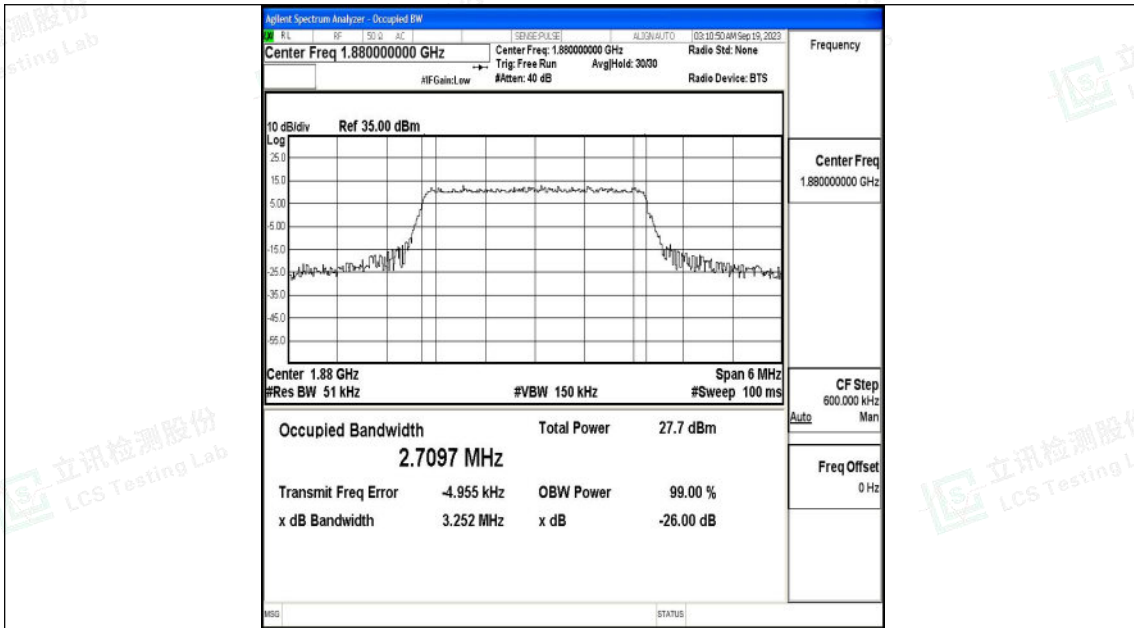 Agilent Spectrum Analyzer - Occupied BW
RL RF 50 Ω AC SENSE:PULSE ALIGNAUTO 03:10:50 AM Sep 19, 2023
Center Freq 1.880000000 GHz
Center Freq: 1.880000000 GHz
Radio Std: None
Trig: Free Run Avg|Hold: 30/30
#IFGain:Low
#Atten: 40 dB
Radio Device: BTS
10 dB/div Ref 35.00 dBm
Log
25.0
15.0
5.00
-5.00
-15.0
-25.0
-35.0
-45.0
-55.0
Center 1.88 GHz Span 6 MHz
#Res BW 51 kHz #VBW 150 kHz #Sweep 100 ms
Occupied Bandwidth Total Power 27.7 dBm
2.7097 MHz
Transmit Freq Error -4.955 kHz OBW Power 99.00 %
x dB Bandwidth 3.252 MHz x dB -26.00 dB
MSG STATUS
Frequency
Center Freq
1.880000000 GHz
CF Step
600.000 kHz
Auto Man
Freq Offset
0 Hz
立讯检测股份
LCS Testing Lab
立讯检测股份
LCS Testing L
测股份
sting Lab
立